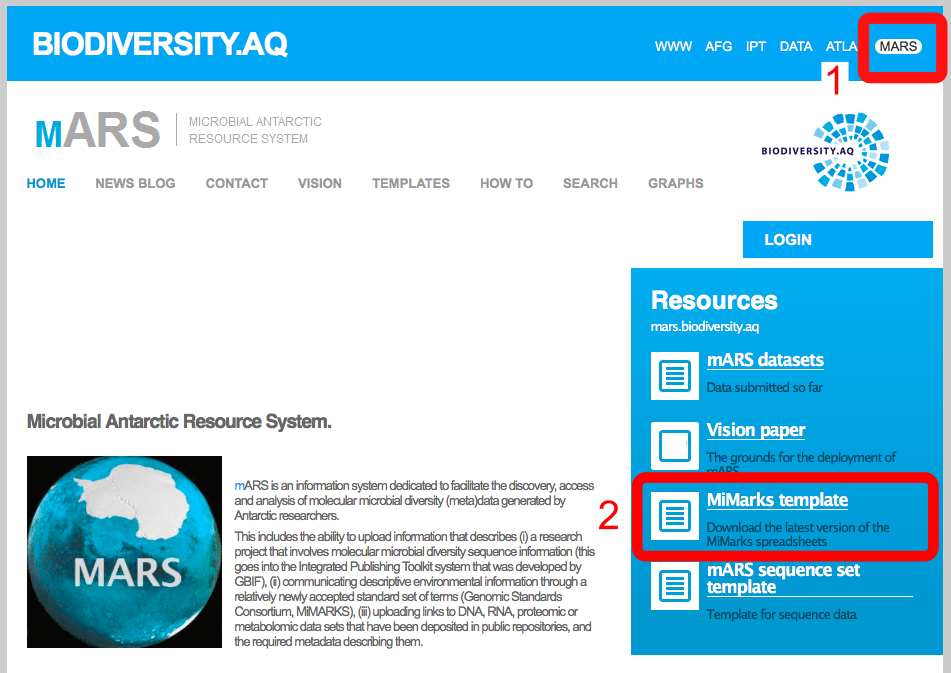 BIODIVERSITY.AQ
WWW AFG IPT DATA ATLA MARS
1
mARS
MICROBIAL ANTARCTIC
RESOURCE SYSTEM
BIODIVERSITY.AQ
HOME NEWS BLOG CONTACT VISION TEMPLATES HOW TO SEARCH GRAPHS
LOGIN
Resources
mars.biodiversity.aq
mARS datasets
Data submitted so far
Vision paper
The grounds for the deployment of
mARS
2
MiMarks template
Download the latest version of the
MiMarks spreadsheets
mARS sequence set
template
Template for sequence data
Microbial Antarctic Resource System.
MARS
mARS is an information system dedicated to facilitate the discovery, access
and analysis of molecular microbial diversity (meta)data generated by
Antarctic researchers.
This includes the ability to upload information that describes (i) a research
project that involves molecular microbial diversity sequence information (this
goes into the Integrated Publishing Toolkit system that was developed by
GBIF), (ii) communicating descriptive environmental information through a
relatively newly accepted standard set of terms (Genomic Standards
Consortium, MiMARKS), (iii) uploading links to DNA, RNA, proteomic or
metabolomic data sets that have been deposited in public repositories, and
the required metadata describing them.